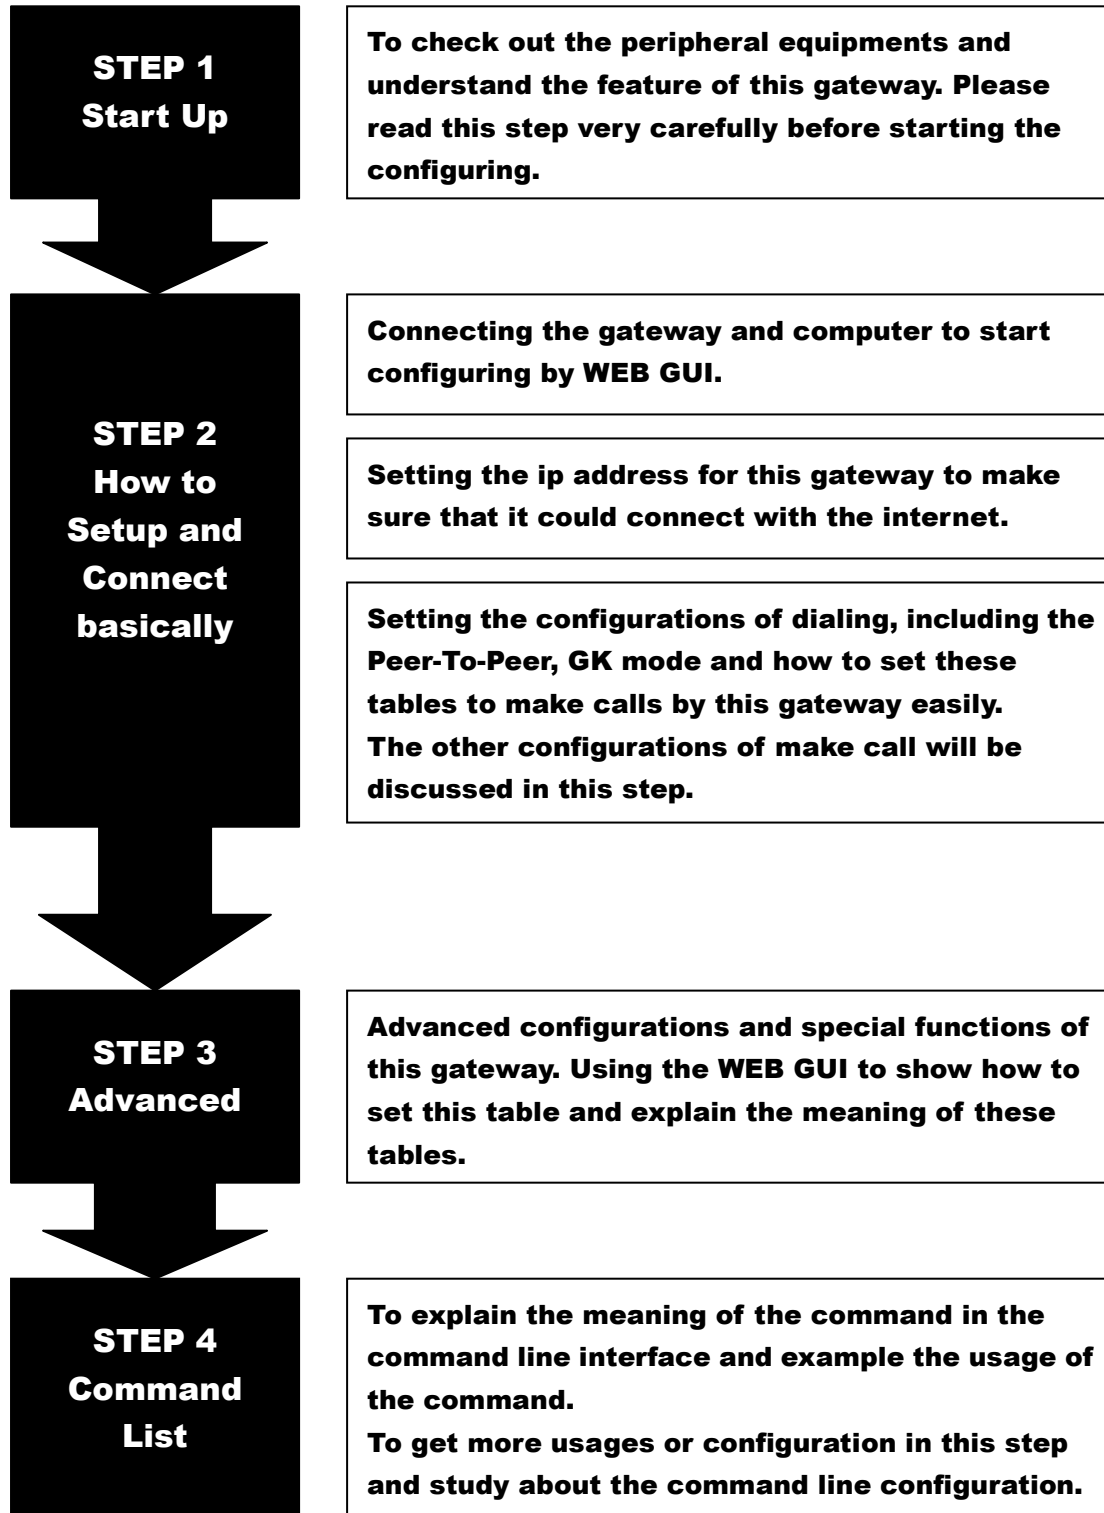 STEP 1
Start Up
To check out the peripheral equipments and
understand the feature of this gateway. Please
read this step very carefully before starting the
configuring.
STEP 2
How to
Setup and
Connect
basically
Connecting the gateway and computer to start
configuring by WEB GUI.
Setting the ip address for this gateway to make
sure that it could connect with the internet.
Setting the configurations of dialing, including the
Peer-To-Peer, GK mode and how to set these
tables to make calls by this gateway easily.
The other configurations of make call will be
discussed in this step.
STEP 3
Advanced
Advanced configurations and special functions of
this gateway. Using the WEB GUI to show how to
set this table and explain the meaning of these
tables.
STEP 4
Command
List
To explain the meaning of the command in the
command line interface and example the usage of
the command.
To get more usages or configuration in this step
and study about the command line configuration.